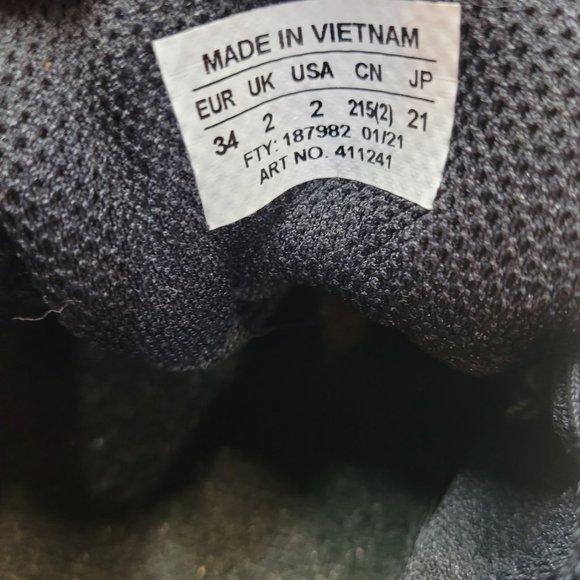 MADE IN VIETNAM
EUR UK USA CN JP
34 2 2 215(2) 21
FTY: 187982 01/21
ART NO. 411241